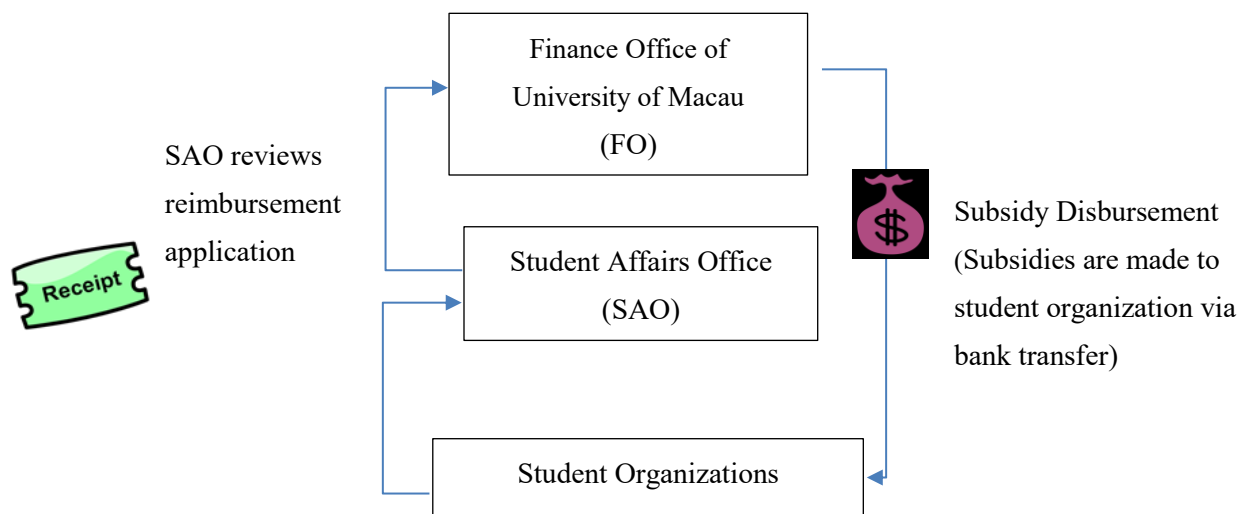 Finance Office of
University of Macau
(FO)
SAO reviews
reimbursement
application
Receipt
Student Affairs Office
(SAO)
$
Subsidy Disbursement
(Subsidies are made to
student organization via
bank transfer)
Student Organizations